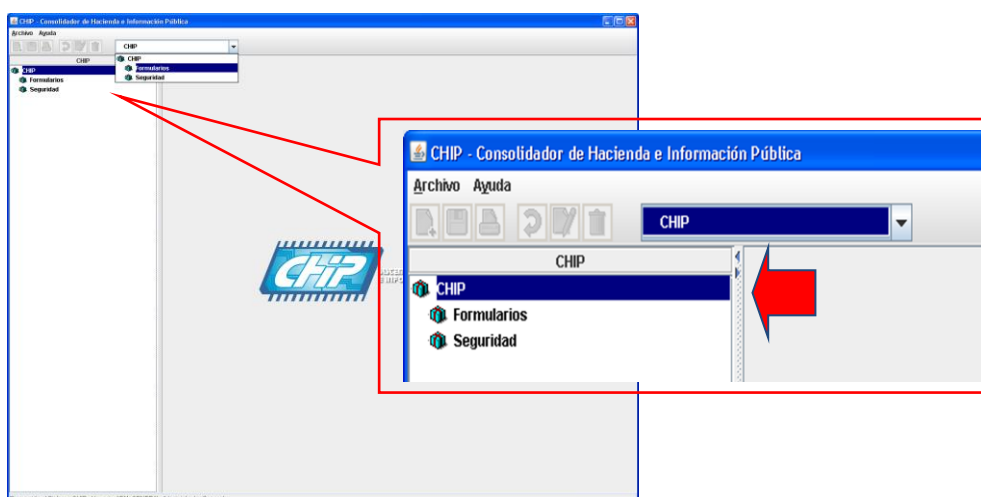 CHIP - Consolidador de Hacienda e Información Pública
Archivo Ayuda
CHIP
CHIP
CHIP
CHIP
Formularios
Formularios
Seguridad
Seguridad
CHIP - Consolidador de Hacienda e Información Pública
Archivo Ayuda
CHIP
CHIP
CHIP
Formularios
Seguridad
CHIP